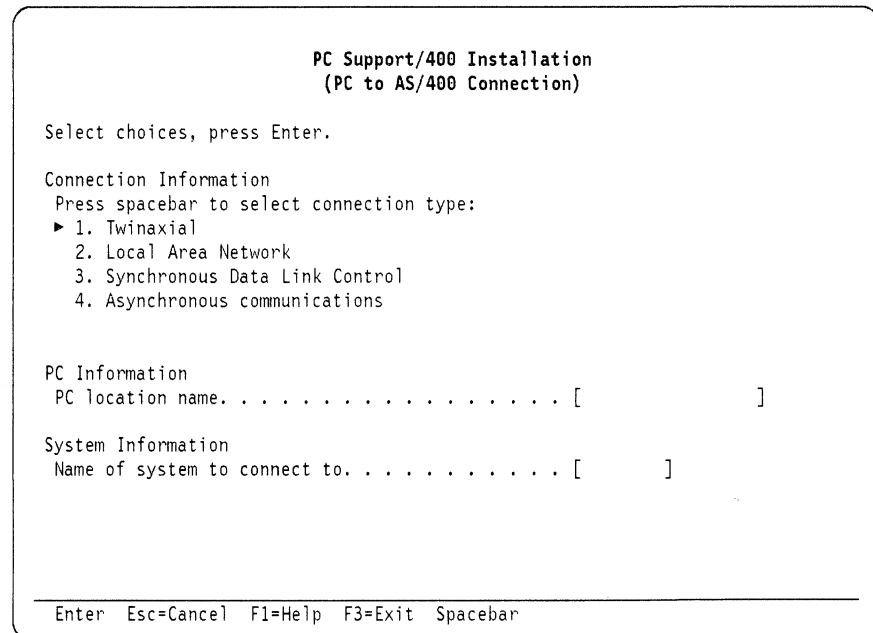 PC Support/400 Installation
(PC to AS/400 Connection)
Select choices, press Enter.
Connection Information
Press spacebar to select connection type:
► 1. Twinaxial
2. Local Area Network
3. Synchronous Data Link Control
4. Asynchronous communications
PC Information
PC location name. . . . . . . . . . . . . . . . . [ ]
System Information
Name of system to connect to. . . . . . . . . . . [ ]
Enter Esc=Cancel F1=Help F3=Exit Spacebar